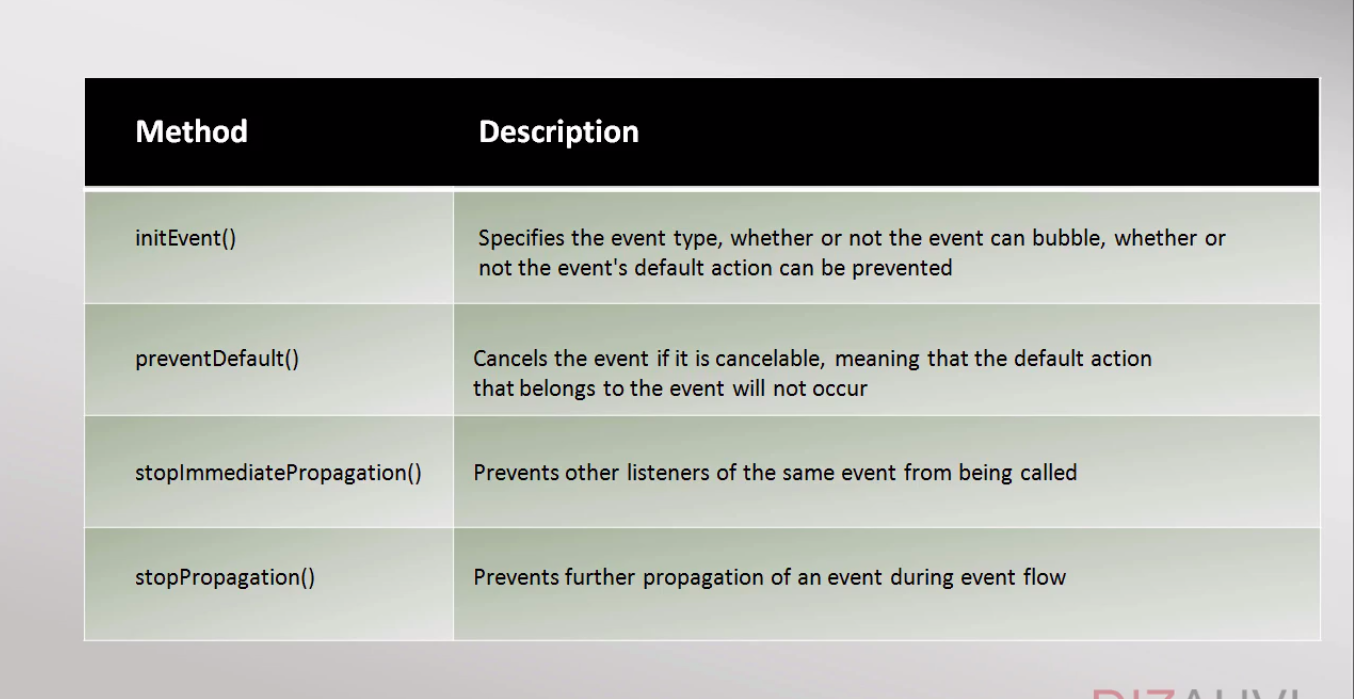 Method Description
initEvent() Specifies the event type, whether or not the event can bubble, whether or
not the event's default action can be prevented
preventDefault() Cancels the event if it is cancelable, meaning that the default action
that belongs to the event will not occur
stopImmediatePropagation() Prevents other listeners of the same event from being called
stopPropagation() Prevents further propagation of an event during event flow